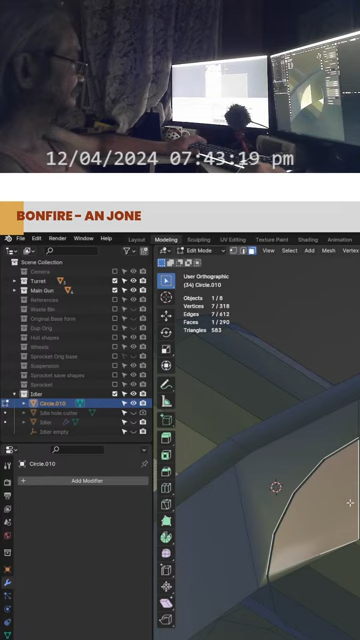 12/04/2024 07:43:19 pm
BONFIRE - AN JONE
File Edit Render Window Help Layout Modeling Sculpting UV Editing Texture Paint Shading Animation
Edit Mode View Select Add Mesh Vertex
Scene Collection
Camera
Turret
Main Gun
References
Waste Bin
Original Base form
Dup Orig
Hull shapes
Wheels
Sprocket Orig base
Suspension
Sprocket save shapes
Sprocket
Idler
Circle.010
Idle hole cutter
Idler
Idler empty
User Orthographic
(34) Circle.010
Objects 1 / 8
Vertices 7 / 318
Edges 7 / 612
Faces 1 / 290
Triangles 583
Circle.010
Add Modifier